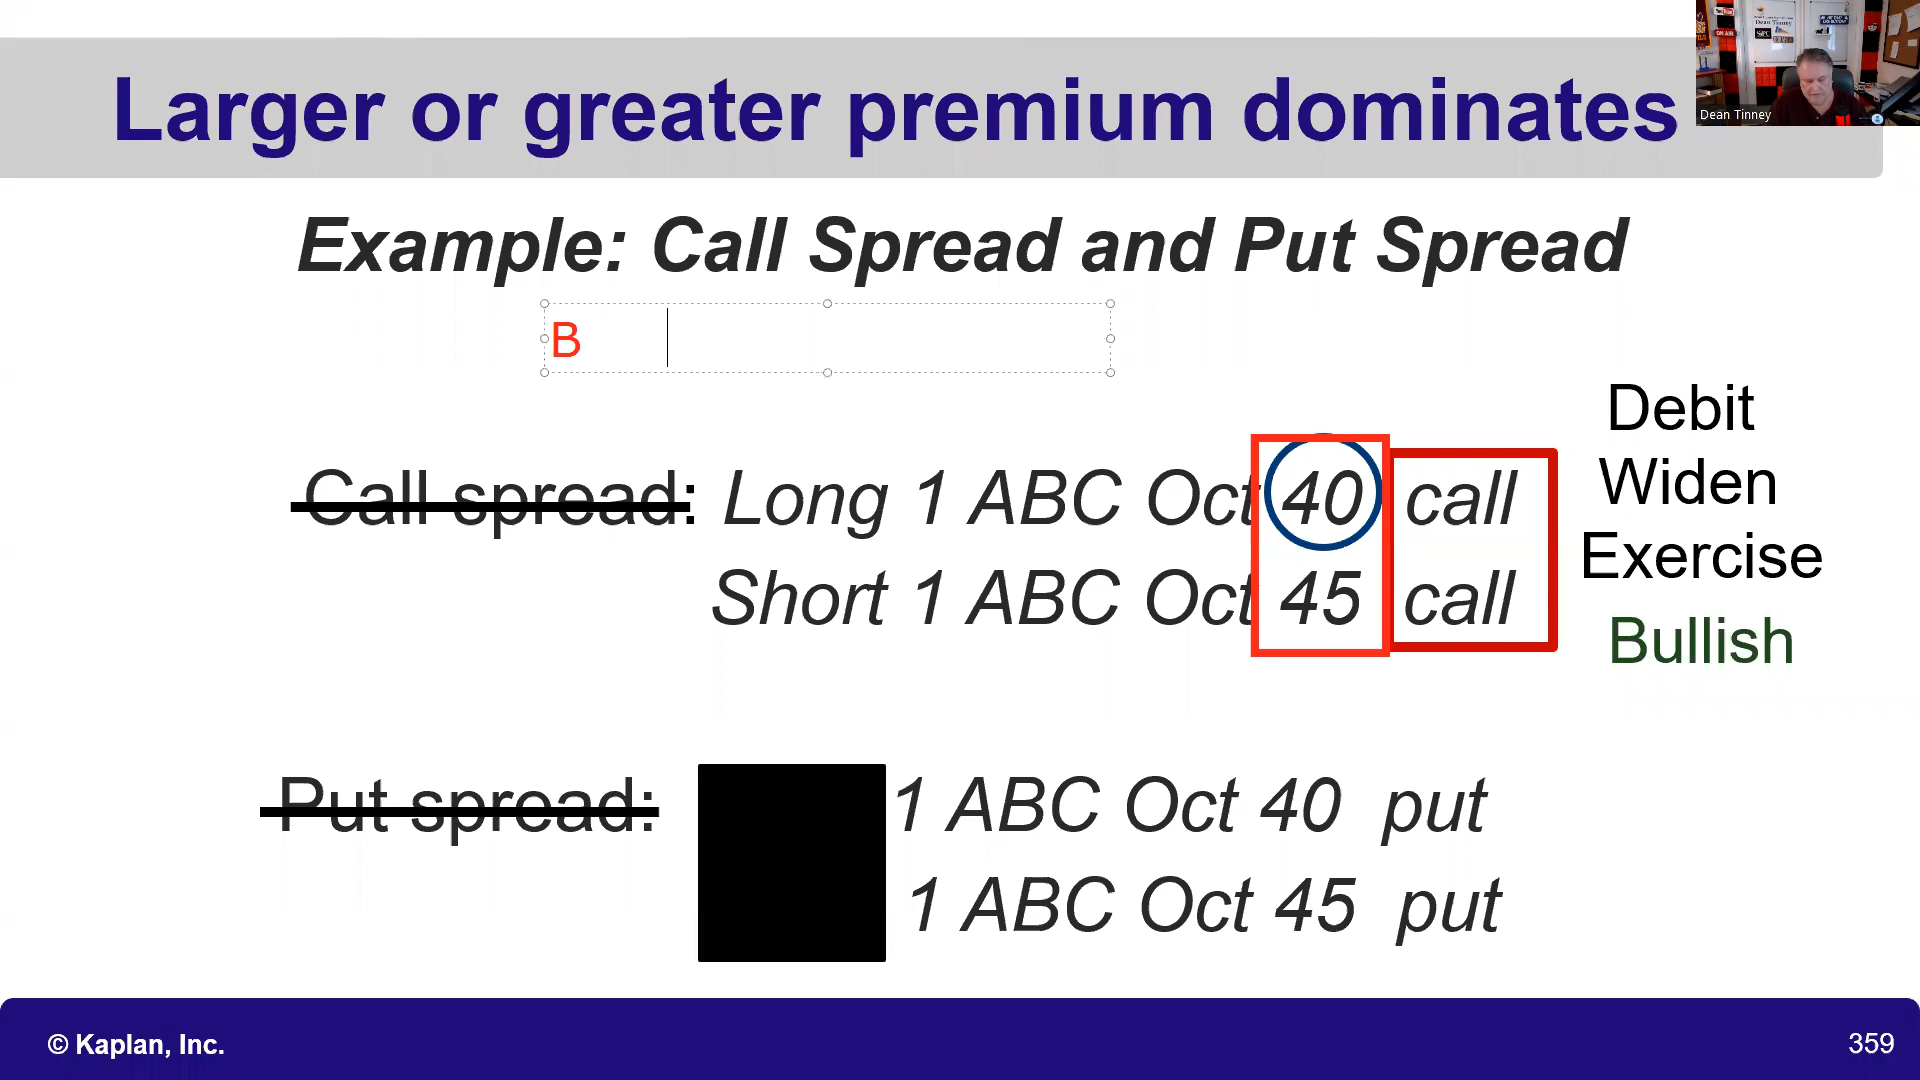 Larger or greater premium dominates
Dean Tinney
Example: Call Spread and Put Spread
B
Debit
Widen
Exercise
Bullish
Call spread: Long 1 ABC Oct 40 call
Short 1 ABC Oct 45 call
Put spread: 1 ABC Oct 40 put
1 ABC Oct 45 put
© Kaplan, Inc.
359